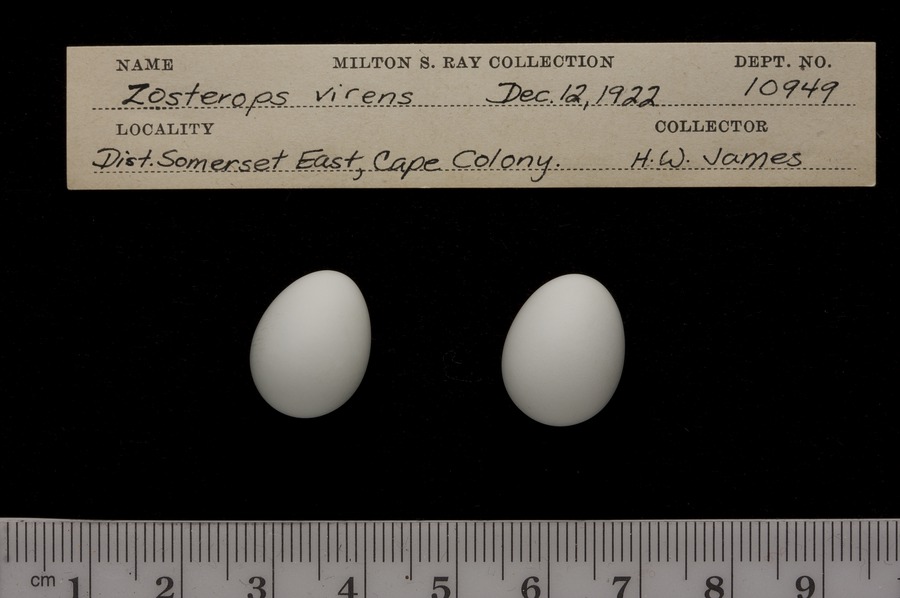 NAME MILTON S. RAY COLLECTION DEPT. NO.
Zosterops virens Dec. 12, 1922 10949
LOCALITY COLLECTOR
Dist. Somerset East, Cape Colony. H. W. James
cm 1 2 3 4 5 6 7 8 9